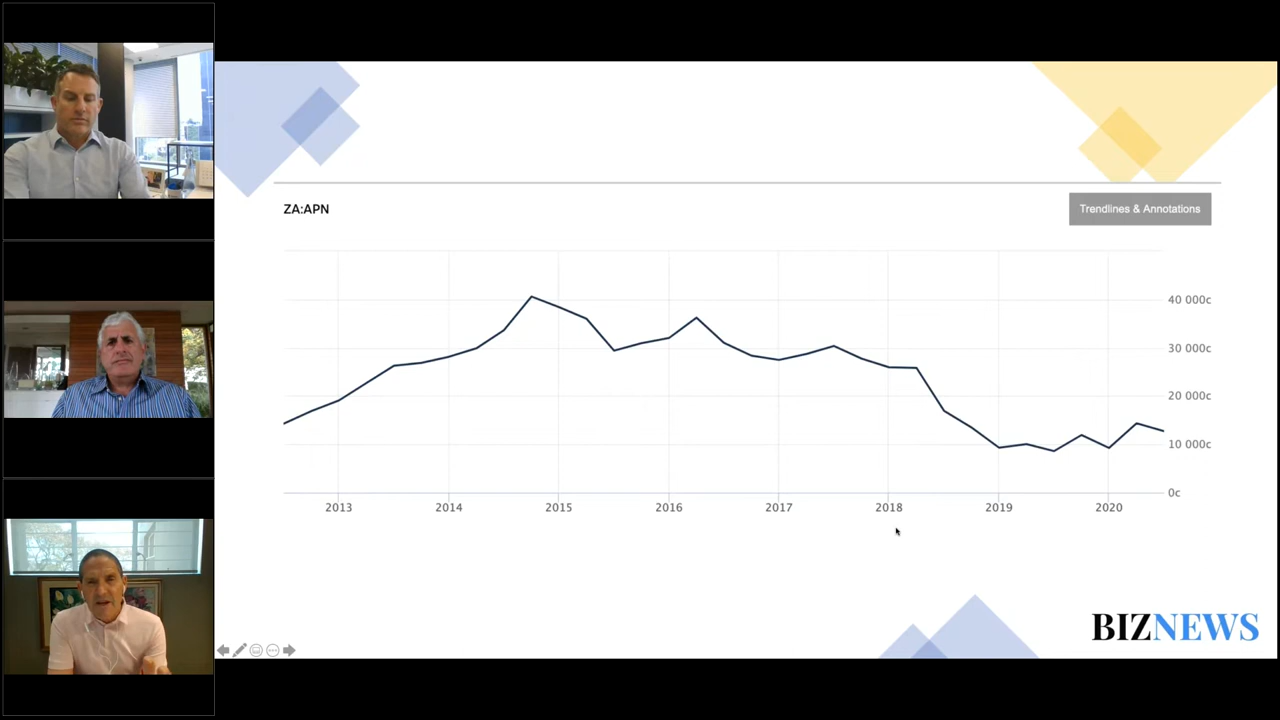 ZA:APN
Trendlines & Annotations
40 000c
30 000c
20 000c
10 000c
0c
2013 2014 2015 2016 2017 2018 2019 2020
BIZNEWS